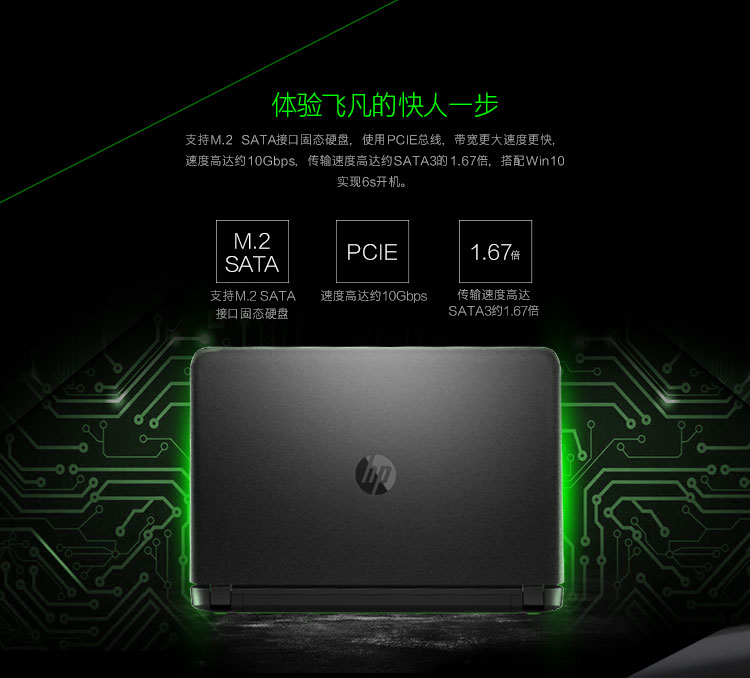 体验飞凡的快人一步
支持M.2 SATA接口固态硬盘，使用PCIE总线，带宽更大速度更快，
速度高达约10Gbps，传输速度高达约SATA3的1.67倍，搭配Win10
实现6s开机。
M.2
SATA
支持M.2 SATA
接口固态硬盘
PCIE
速度高达约10Gbps
1.67倍
传输速度高达
SATA3约1.67倍
hp